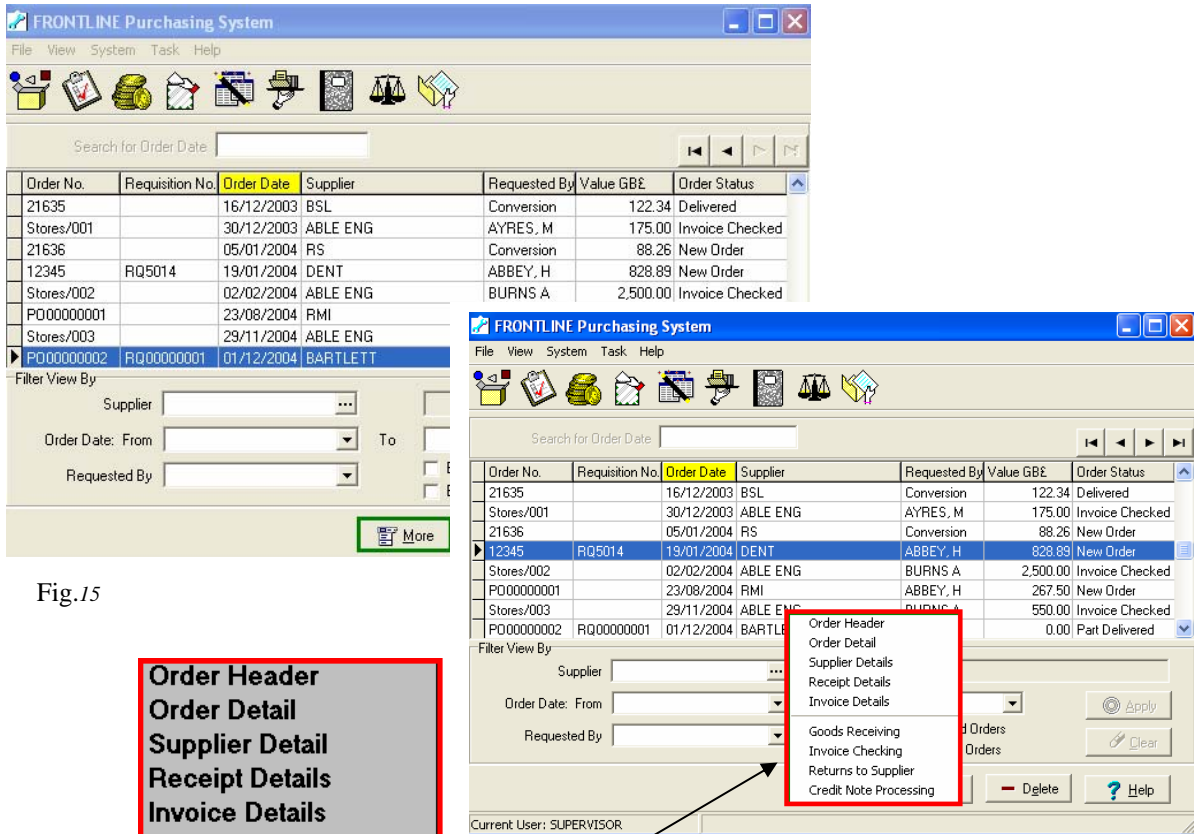 FRONTLINE Purchasing System
File View System Task Help
Search for Order Date
Order No. Requisition No. Order Date Supplier Requested By Value GB£ Order Status
21635 16/12/2003 BSL Conversion 122.34 Delivered
Stores/001 30/12/2003 ABLE ENG AYRES, M 175.00 Invoice Checked
21636 05/01/2004 RS Conversion 88.26 New Order
12345 RQ5014 19/01/2004 DENT ABBEY, H 828.89 New Order
Stores/002 02/02/2004 ABLE ENG BURNS A 2,500.00 Invoice Checked
PO00000001 23/08/2004 RMI
Stores/003 29/11/2004 ABLE ENG
PO00000002 RQ00000001 01/12/2004 BARTLETT
Filter View By
Supplier ...
Order Date: From To
Requested By
More
Fig.15
Order Header
Order Detail
Supplier Detail
Receipt Details
Invoice Details
FRONTLINE Purchasing System
File View System Task Help
Search for Order Date
Order No. Requisition No. Order Date Supplier Requested By Value GB£ Order Status
21635 16/12/2003 BSL Conversion 122.34 Delivered
Stores/001 30/12/2003 ABLE ENG AYRES, M 175.00 Invoice Checked
21636 05/01/2004 RS Conversion 88.26 New Order
12345 RQ5014 19/01/2004 DENT ABBEY, H 828.89 New Order
Stores/002 02/02/2004 ABLE ENG BURNS A 2,500.00 Invoice Checked
PO00000001 23/08/2004 RMI ABBEY, H 267.50 New Order
Stores/003 29/11/2004 ABLE ENG BURNS A 550.00 Invoice Checked
PO00000002 RQ00000001 01/12/2004 BARTLE 0.00 Part Delivered
Filter View By
Supplier ...
Order Date: From
Requested By
Order Header
Order Detail
Supplier Details
Receipt Details
Invoice Details
Goods Receiving
Invoice Checking
Returns to Supplier
Credit Note Processing
d Orders
Orders
Apply
Clear
Delete
Help
Current User: SUPERVISOR